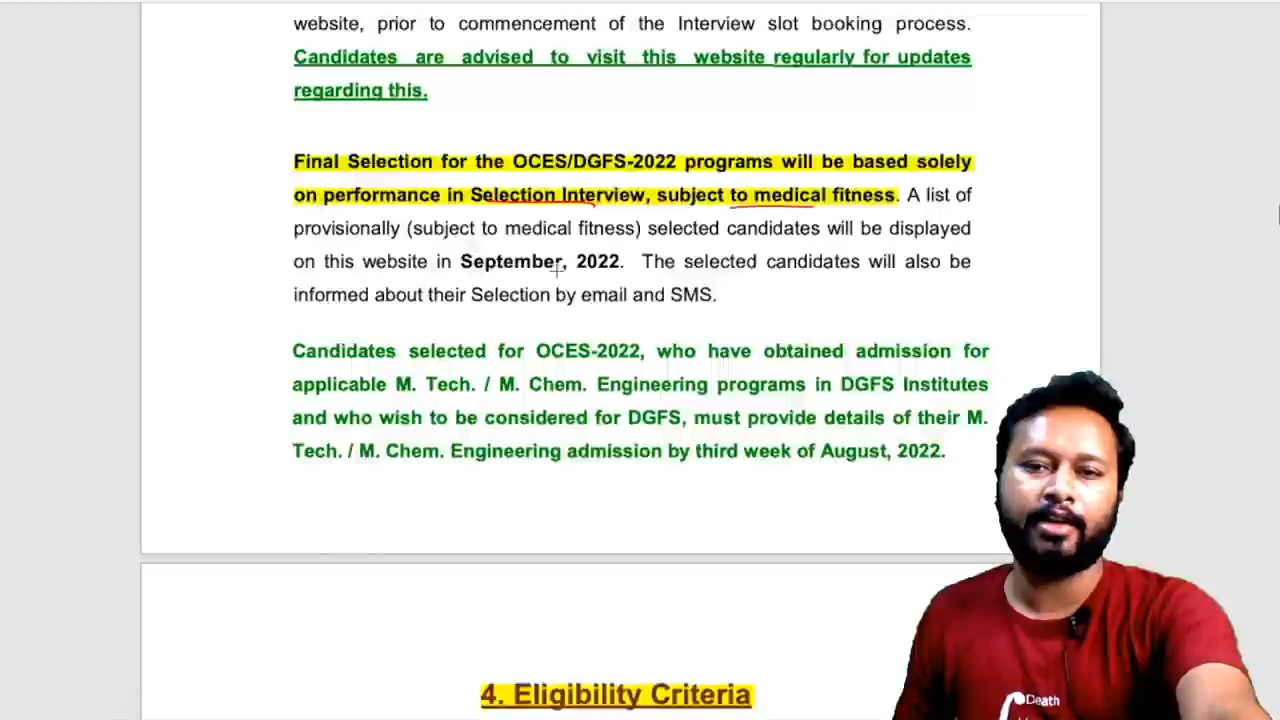 website, prior to commencement of the Interview slot booking process.
Candidates are advised to visit this website regularly for updates
regarding this.
Final Selection for the OCES/DGFS-2022 programs will be based solely
on performance in Selection Interview, subject to medical fitness. A list of
provisionally (subject to medical fitness) selected candidates will be displayed
on this website in September, 2022. The selected candidates will also be
informed about their Selection by email and SMS.
Candidates selected for OCES-2022, who have obtained admission for
applicable M. Tech. / M. Chem. Engineering programs in DGFS Institutes
and who wish to be considered for DGFS, must provide details of their M.
Tech. / M. Chem. Engineering admission by third week of August, 2022.
4. Eligibility Criteria
Death